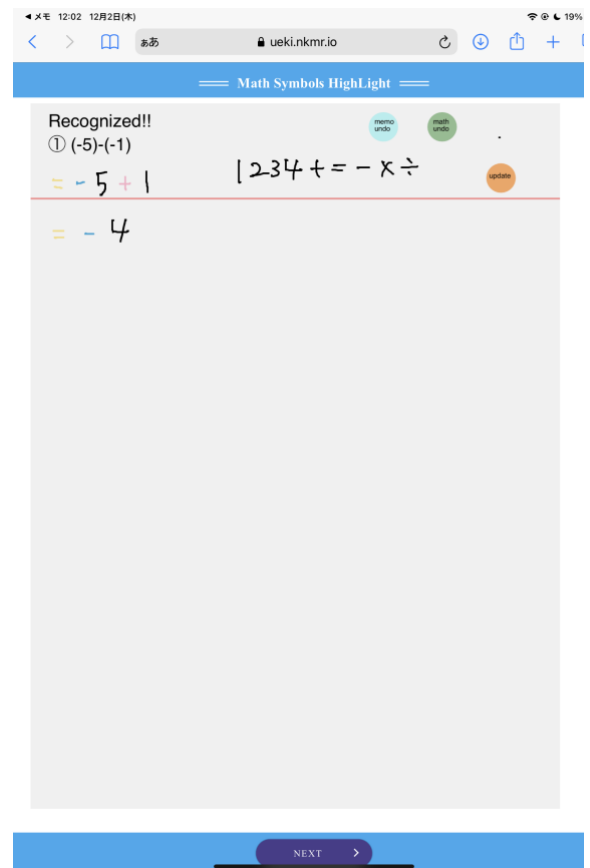 ◀メモ 12:02 12月2日(木) 19%
ぁあ ueki.nkmr.io
Math Symbols HighLight
Recognized!!
memo undo
math undo
① (-5)-(-1)
1234+=-×÷
update
= - 5 + 1
= - 4
NEXT